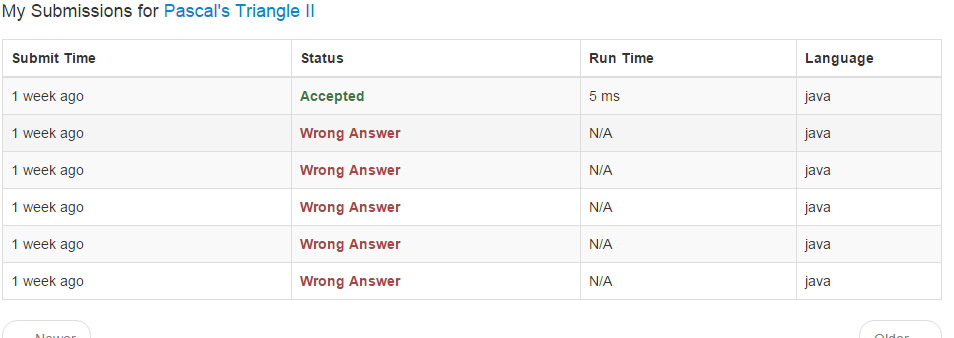 My Submissions for Pascal's Triangle II
Submit Time Status Run Time Language
1 week ago Accepted 5 ms java
1 week ago Wrong Answer N/A java
1 week ago Wrong Answer N/A java
1 week ago Wrong Answer N/A java
1 week ago Wrong Answer N/A java
1 week ago Wrong Answer N/A java
Newer Older